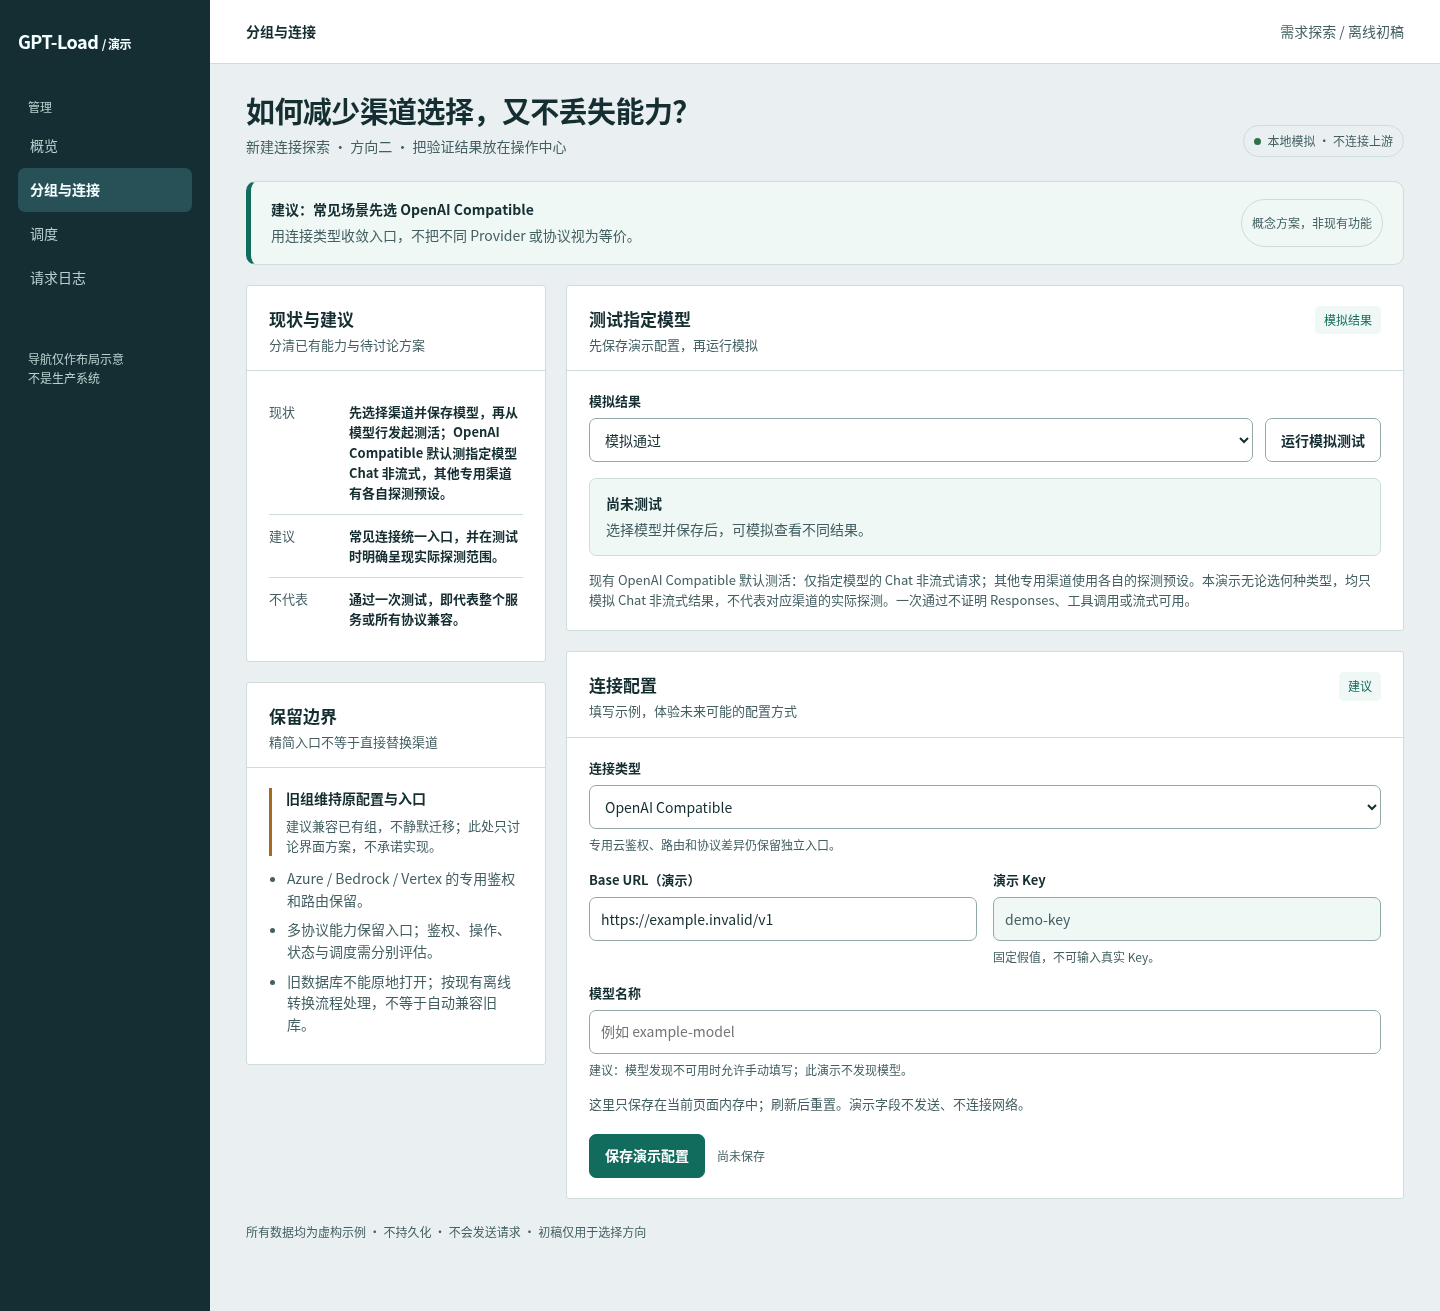 GPT-Load / 演示
管理
概览
分组与连接
调度
请求日志
导航仅作布局示意
不是生产系统
分组与连接
需求探索 / 离线初稿
如何减少渠道选择，又不丢失能力？
新建连接探索 · 方向二 · 把验证结果放在操作中心
本地模拟 · 不连接上游
建议：常见场景先选 OpenAI Compatible
用连接类型收敛入口，不把不同 Provider 或协议视为等价。
概念方案，非现有功能
现状与建议
分清已有能力与待讨论方案
现状
先选择渠道并保存模型，再从
模型行发起测活；OpenAI
Compatible 默认测指定模型
Chat 非流式，其他专用渠道
有各自探测预设。
建议
常见连接统一入口，并在测试
时明确呈现实际探测范围。
不代表
通过一次测试，即代表整个服
务或所有协议兼容。
保留边界
精简入口不等于直接替换渠道
旧组维持原配置与入口
建议兼容已有组，不静默迁移；此处只讨
论界面方案，不承诺实现。
Azure / Bedrock / Vertex 的专用鉴权
和路由保留。
多协议能力保留入口；鉴权、操作、
状态与调度需分别评估。
旧数据库不能原地打开；按现有离线
转换流程处理，不等于自动兼容旧
库。
测试指定模型
先保存演示配置，再运行模拟
模拟结果
模拟结果
模拟通过
运行模拟测试
尚未测试
选择模型并保存后，可模拟查看不同结果。
现有 OpenAI Compatible 默认测活：仅指定模型的 Chat 非流式请求；其他专用渠道使用各自的探测预设。本演示无论选何种类型，均只
模拟 Chat 非流式结果，不代表对应渠道的实际探测。一次通过不证明 Responses、工具调用或流式可用。
连接配置
填写示例，体验未来可能的配置方式
建议
连接类型
OpenAI Compatible
专用云鉴权、路由和协议差异仍保留独立入口。
Base URL（演示）
https://example.invalid/v1
演示 Key
demo-key
固定假值，不可输入真实 Key。
模型名称
例如 example-model
建议：模型发现不可用时允许手动填写；此演示不发现模型。
这里只保存在当前页面内存中；刷新后重置。演示字段不发送、不连接网络。
保存演示配置
尚未保存
所有数据均为虚构示例 · 不持久化 · 不会发送请求 · 初稿仅用于选择方向